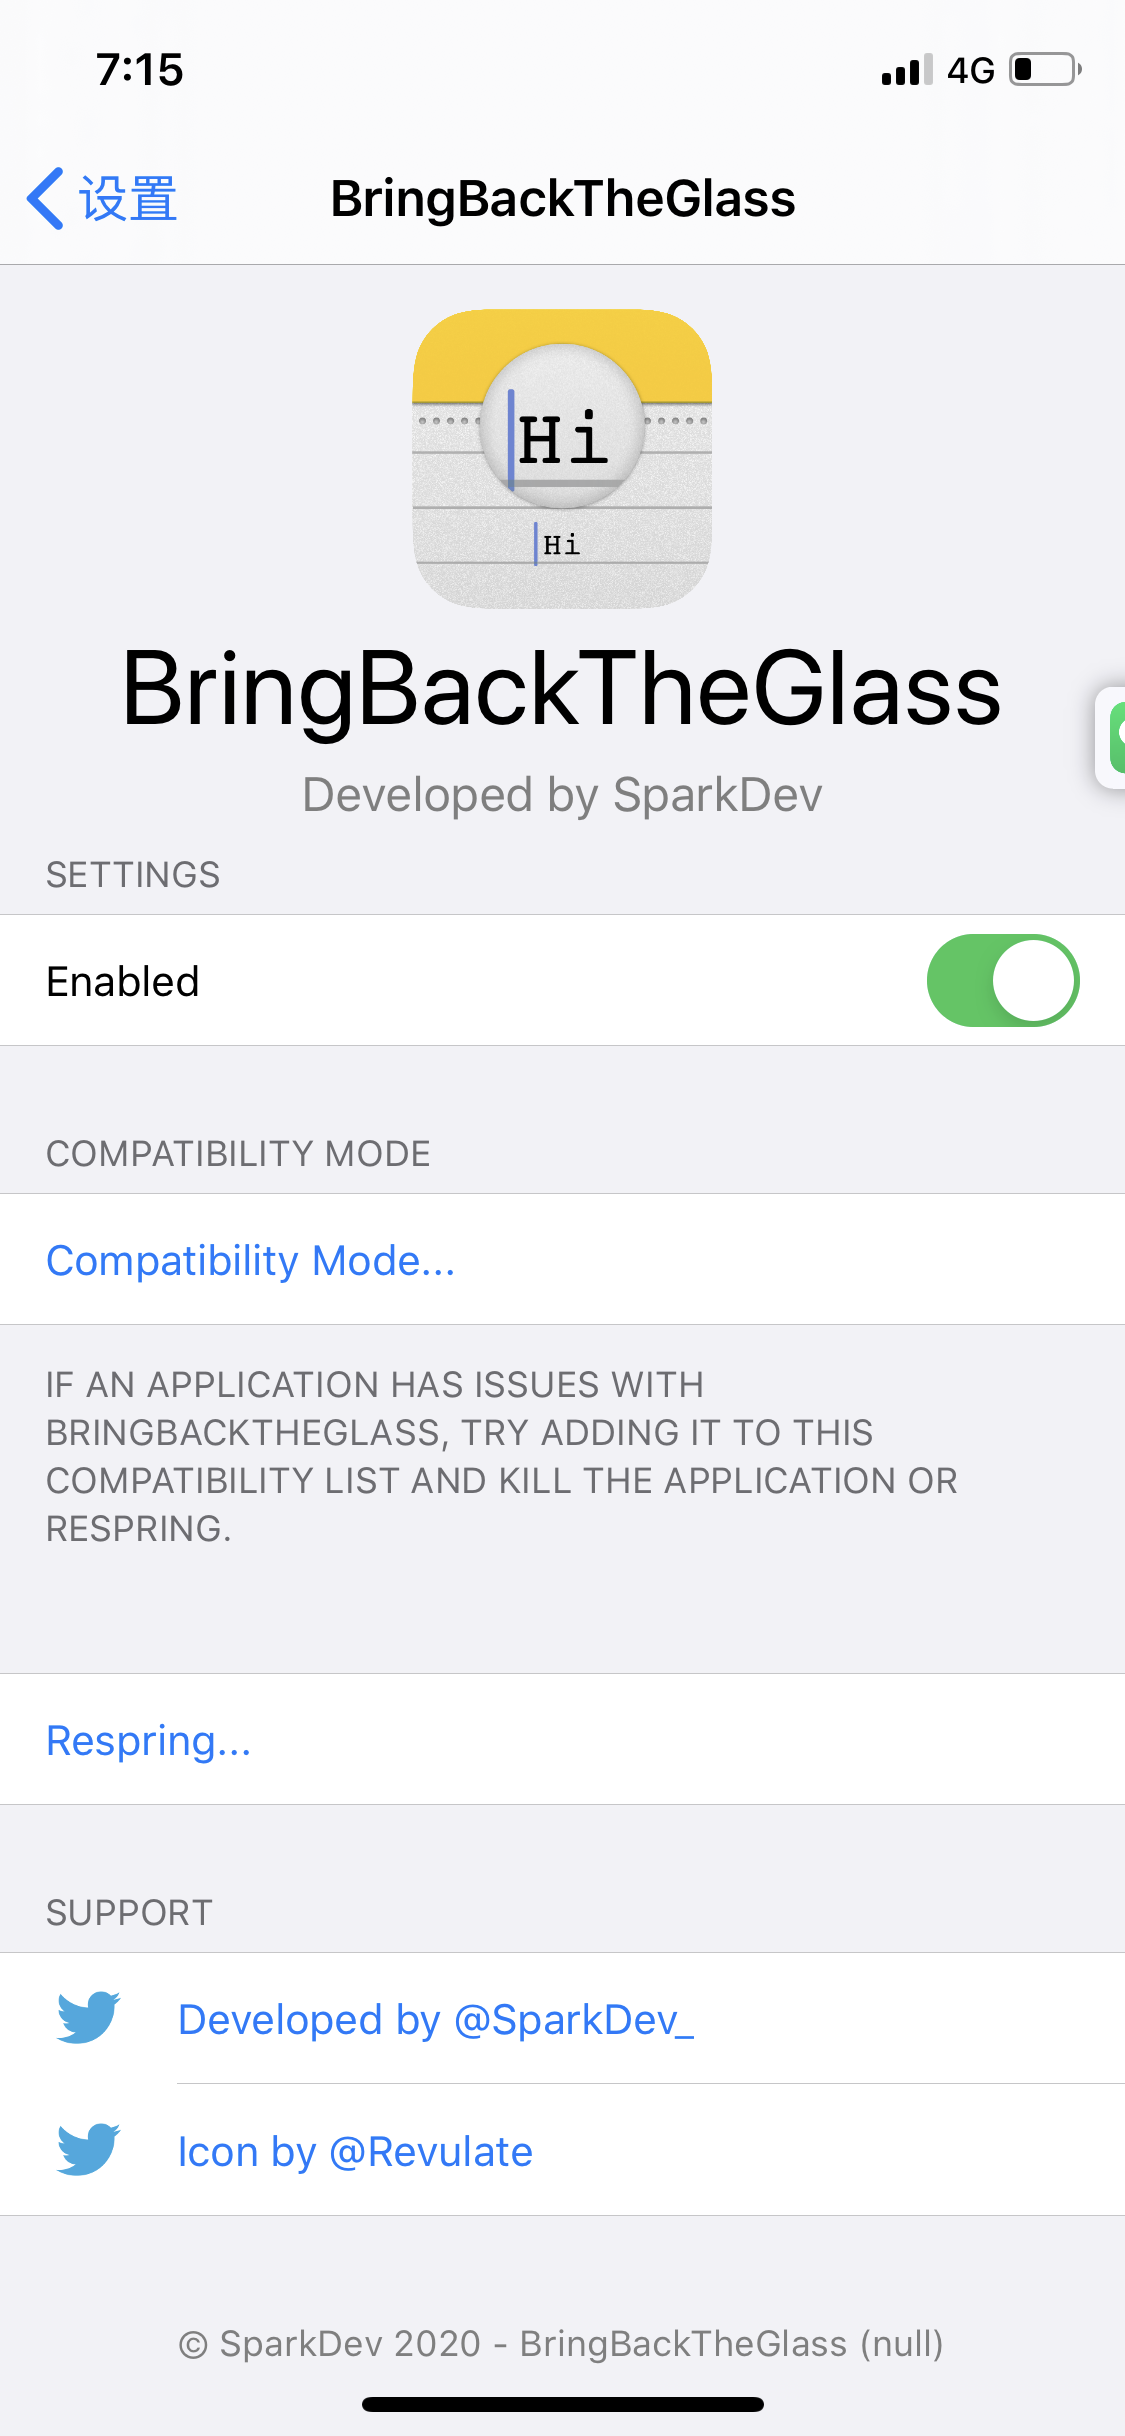 7:15
4G
设置
BringBackTheGlass
Hi
Hi
BringBackTheGlass
Developed by SparkDev
SETTINGS
Enabled
COMPATIBILITY MODE
Compatibility Mode...
IF AN APPLICATION HAS ISSUES WITH
BRINGBACKTHEGLASS, TRY ADDING IT TO THIS
COMPATIBILITY LIST AND KILL THE APPLICATION OR
RESPRING.
Respring...
SUPPORT
Developed by @SparkDev_
Icon by @Revulate
© SparkDev 2020 - BringBackTheGlass (null)